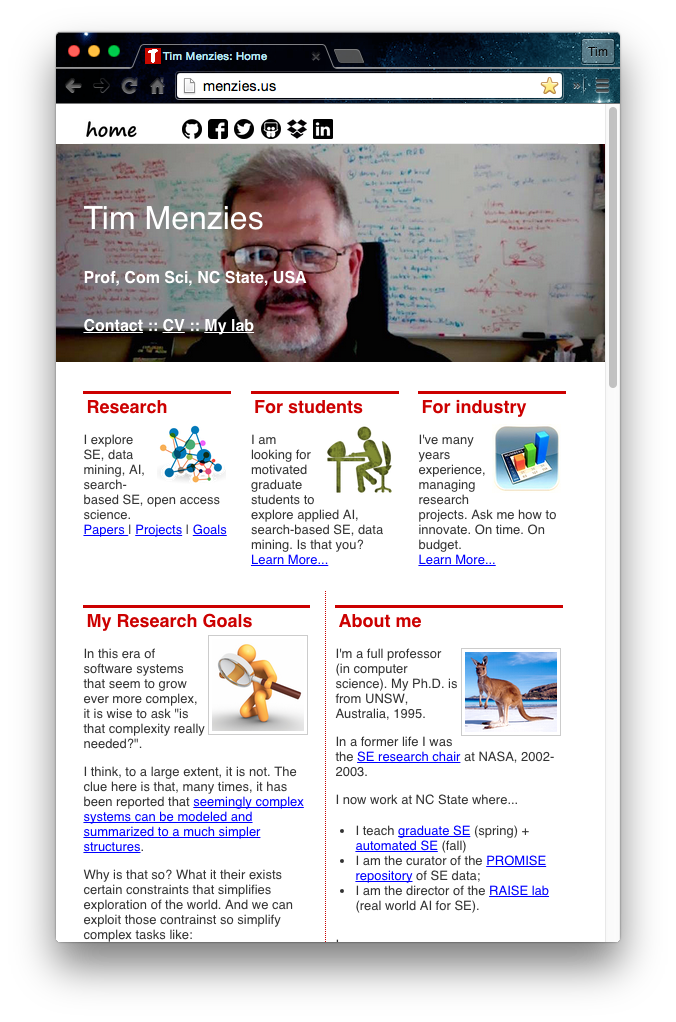 Tim Menzies: Home
Tim
menzies.us
home
Tim Menzies
Prof, Com Sci, NC State, USA
Contact :: CV :: My lab
Research
I explore
SE, data
mining, AI,
search-
based SE, open access
science.
Papers | Projects | Goals
For students
I am
looking for
motivated
graduate
students to
explore applied AI,
search-based SE, data
mining. Is that you?
Learn More...
For industry
I've many
years
experience,
managing
research
projects. Ask me how to
innovate. On time. On
budget.
Learn More...
My Research Goals
In this era of
software systems
that seem to grow
ever more complex,
it is wise to ask "is
that complexity really
needed?".
I think, to a large extent, it is not. The
clue here is that, many times, it has
been reported that seemingly complex
systems can be modeled and
summarized to a much simpler
structures.
Why is that so? What it their exists
certain constraints that simplifies
exploration of the world. And we can
exploit those contrainst so simplify
complex tasks like:
About me
I'm a full professor
(in computer
science). My Ph.D. is
from UNSW,
Australia, 1995.
In a former life I was
the SE research chair at NASA, 2002-
2003.
I now work at NC State where...
• I teach graduate SE (spring) +
automated SE (fall)
• I am the curator of the PROMISE
repository of SE data;
• I am the director of the RAISE lab
(real world AI for SE).